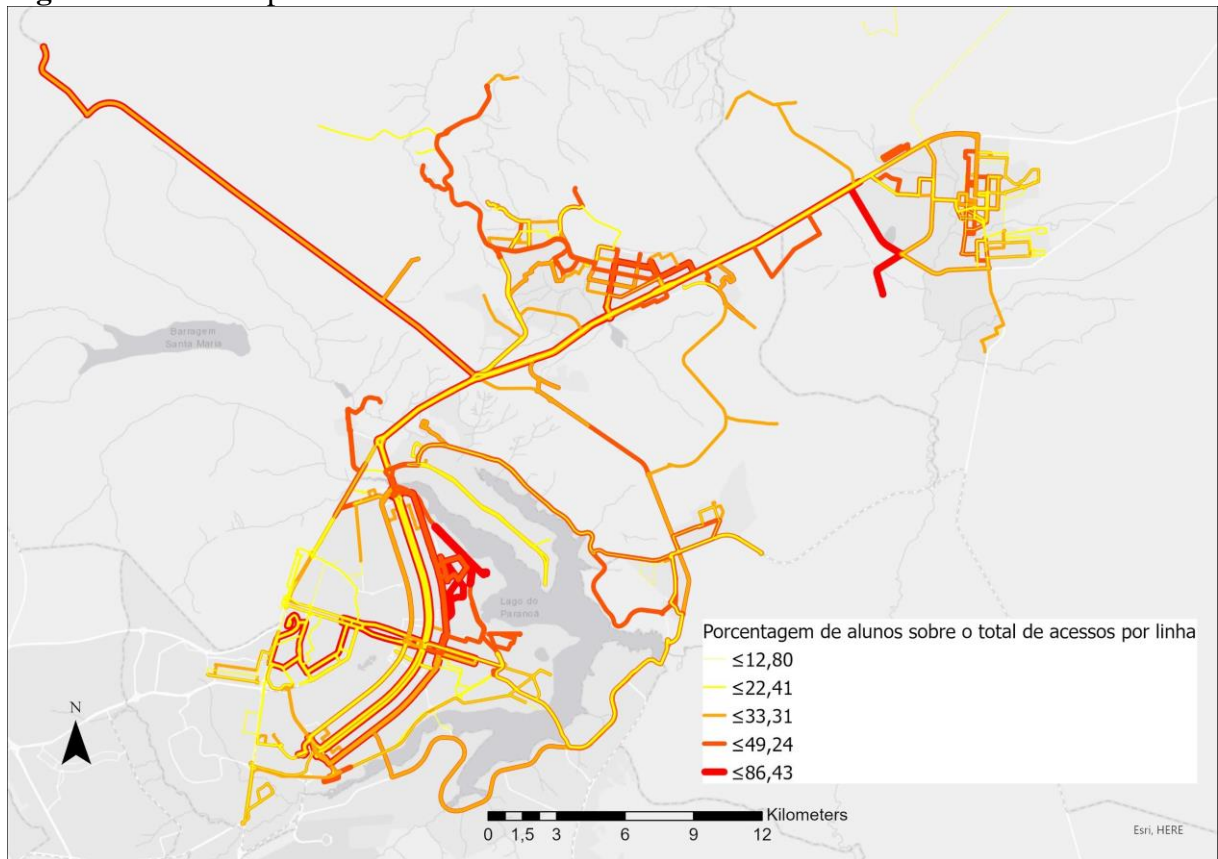 Barragem
Santa Maria
Lago do
Paranoá
Porcentagem de alunos sobre o total de acessos por linha
≤12,80
≤22,41
≤33,31
≤49,24
≤86,43
N
Kilometers
0 1,5 3 6 9 12
Esri, HERE